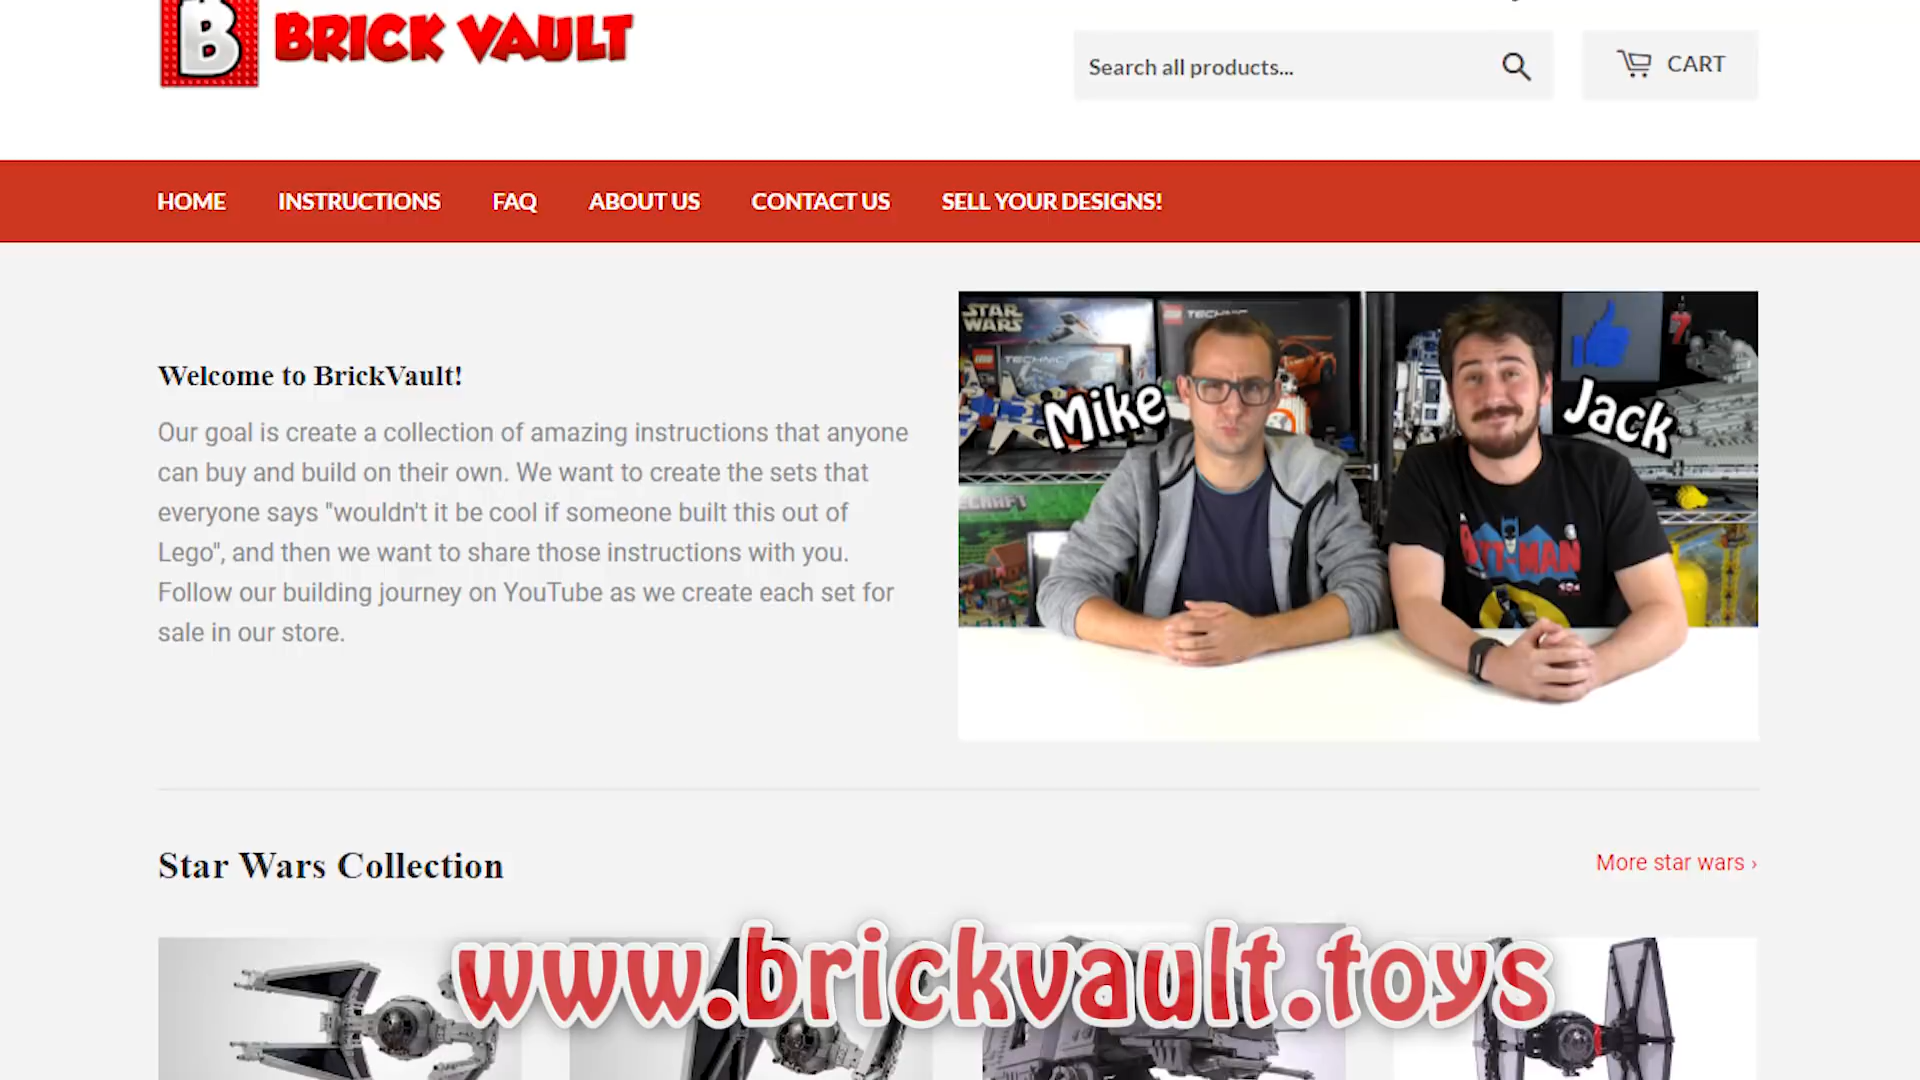 B BRICK VAULT
Search all products...
CART
HOME INSTRUCTIONS FAQ ABOUT US CONTACT US SELL YOUR DESIGNS!
Welcome to BrickVault!
Our goal is create a collection of amazing instructions that anyone
can buy and build on their own. We want to create the sets that
everyone says "wouldn't it be cool if someone built this out of
Lego", and then we want to share those instructions with you.
Follow our building journey on YouTube as we create each set for
sale in our store.
STAR
WARS
TECHNIC
TECHNIC
Mike
Jack
Star Wars Collection
More star wars ›
www.brickvault.toys